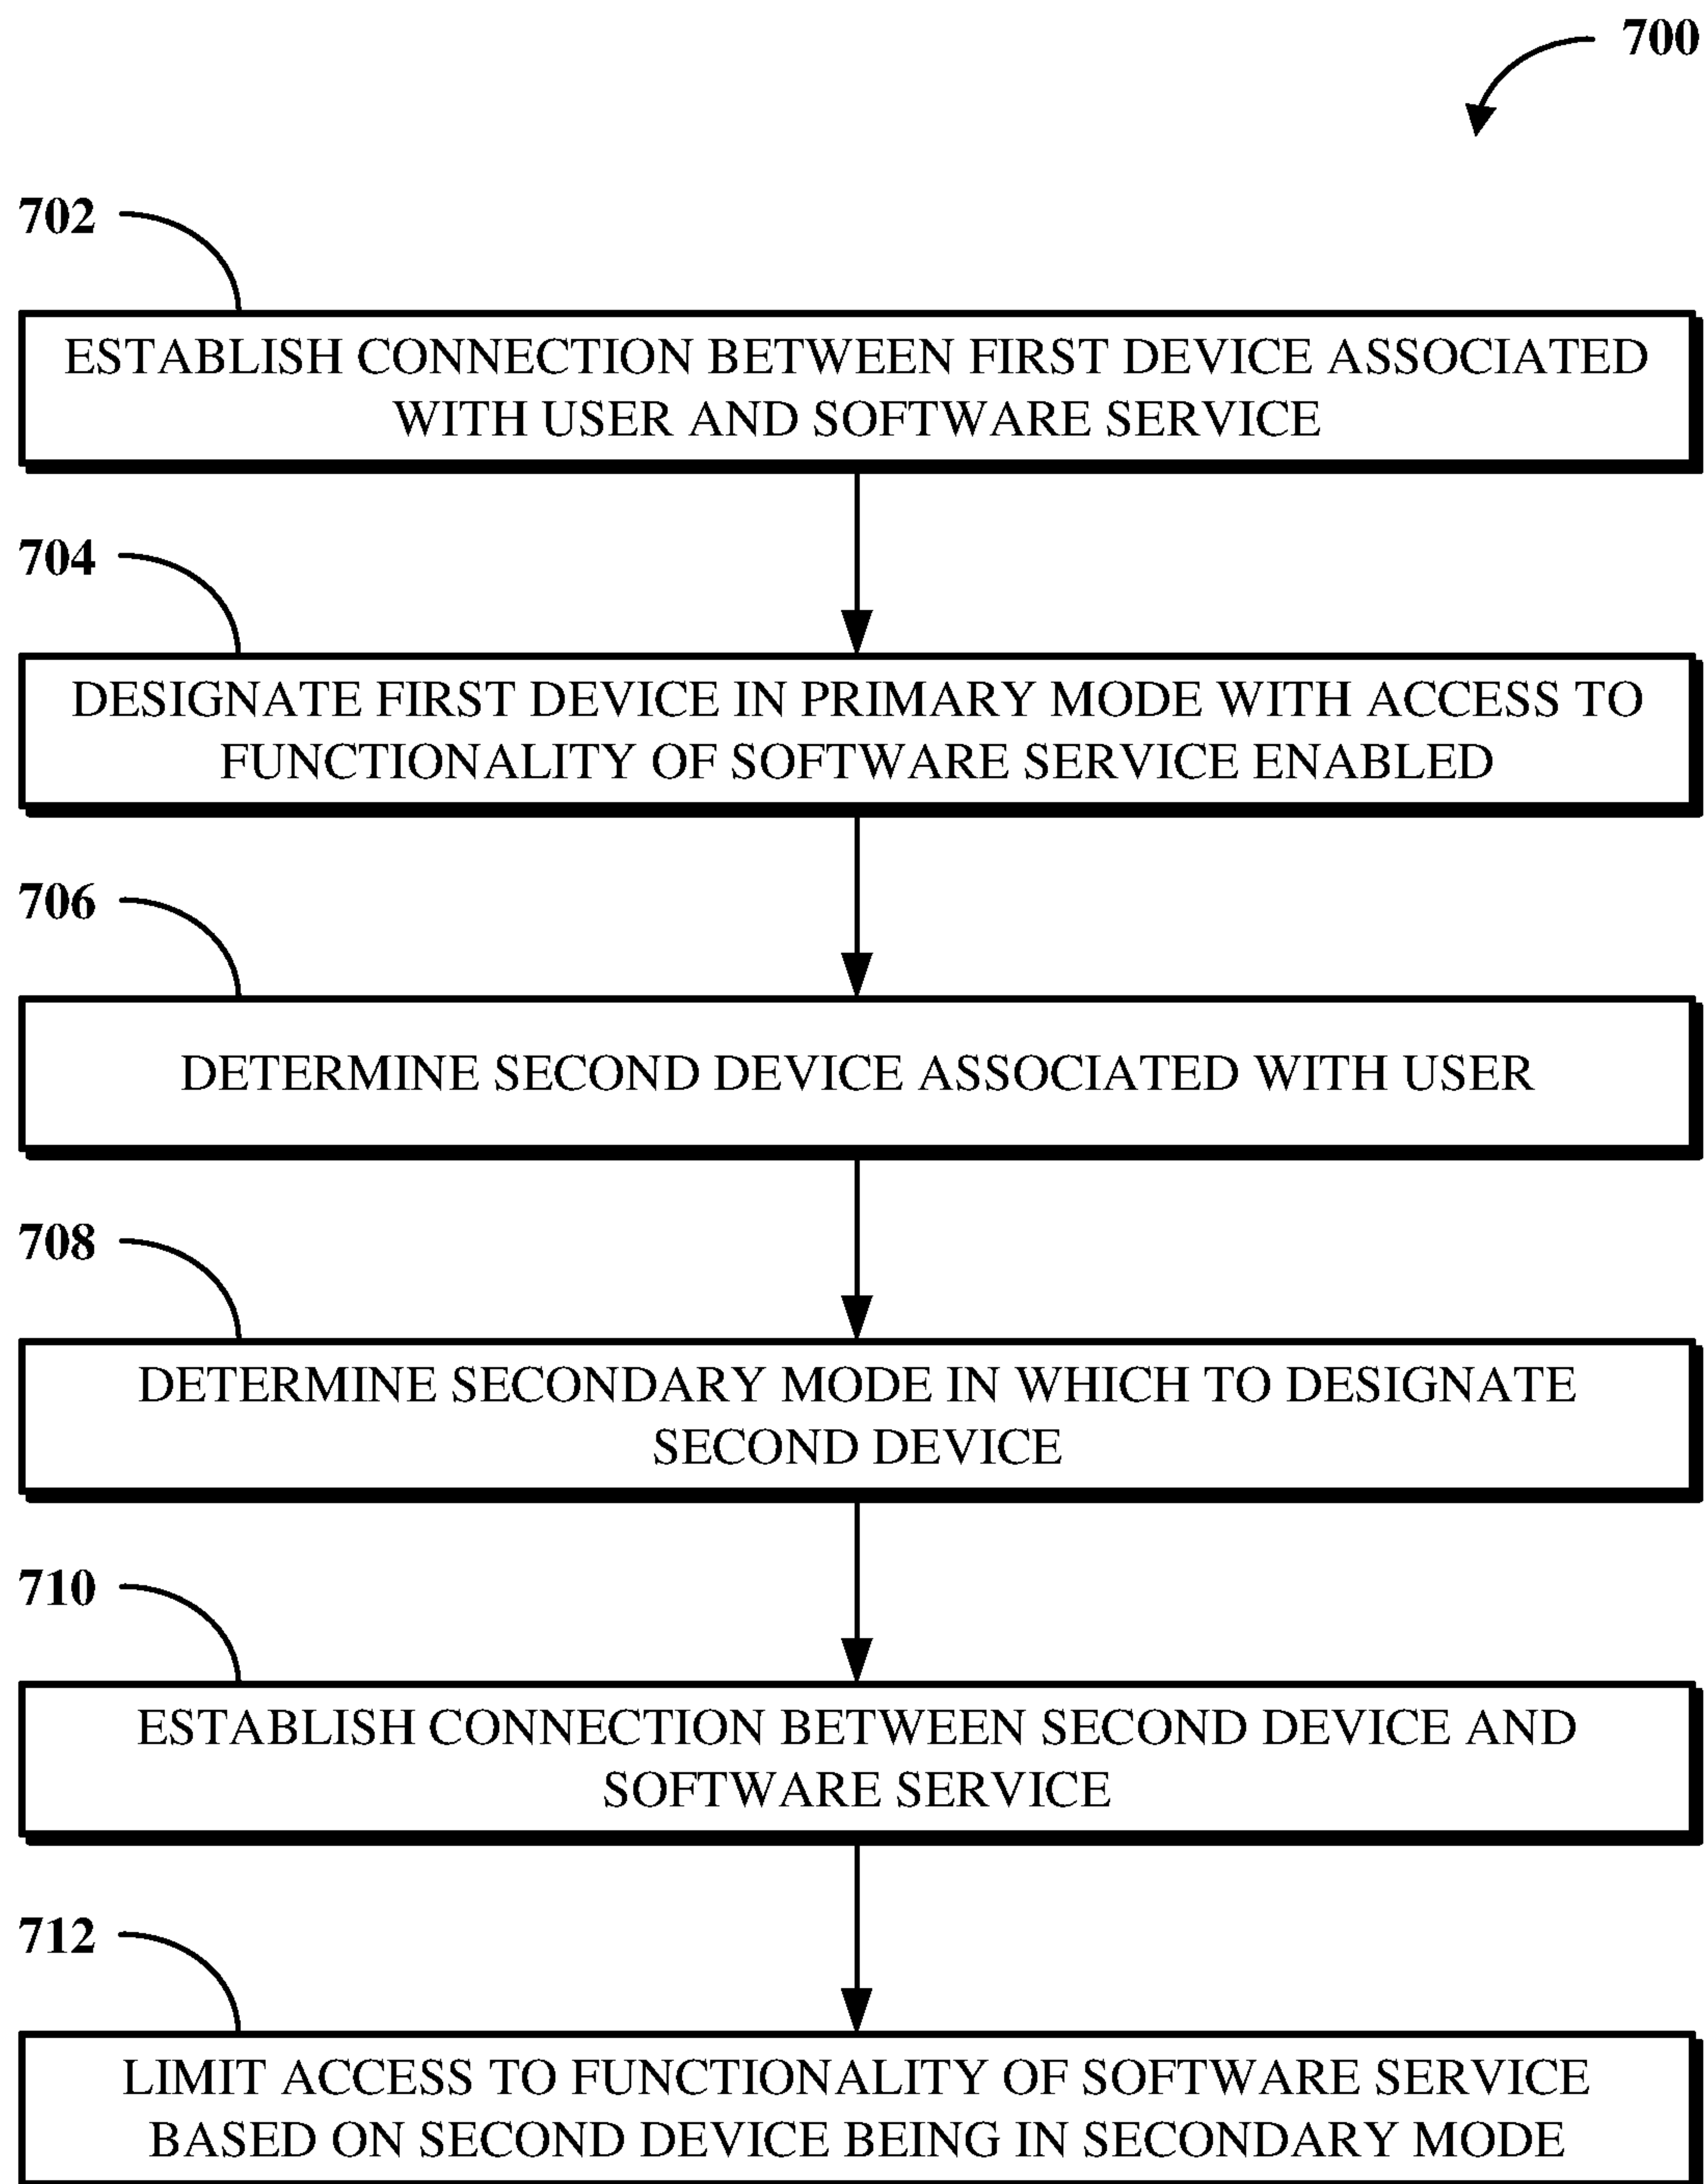 700
702
ESTABLISH CONNECTION BETWEEN FIRST DEVICE ASSOCIATED
WITH USER AND SOFTWARE SERVICE
704
DESIGNATE FIRST DEVICE IN PRIMARY MODE WITH ACCESS TO
FUNCTIONALITY OF SOFTWARE SERVICE ENABLED
706
DETERMINE SECOND DEVICE ASSOCIATED WITH USER
708
DETERMINE SECONDARY MODE IN WHICH TO DESIGNATE
SECOND DEVICE
710
ESTABLISH CONNECTION BETWEEN SECOND DEVICE AND
SOFTWARE SERVICE
712
LIMIT ACCESS TO FUNCTIONALITY OF SOFTWARE SERVICE
BASED ON SECOND DEVICE BEING IN SECONDARY MODE